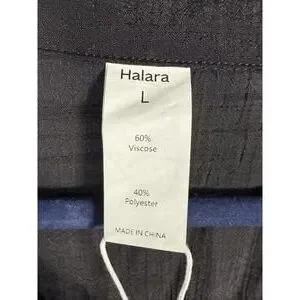 Halara
L
60%
Viscose
40%
Polyester
MADE IN CHINA